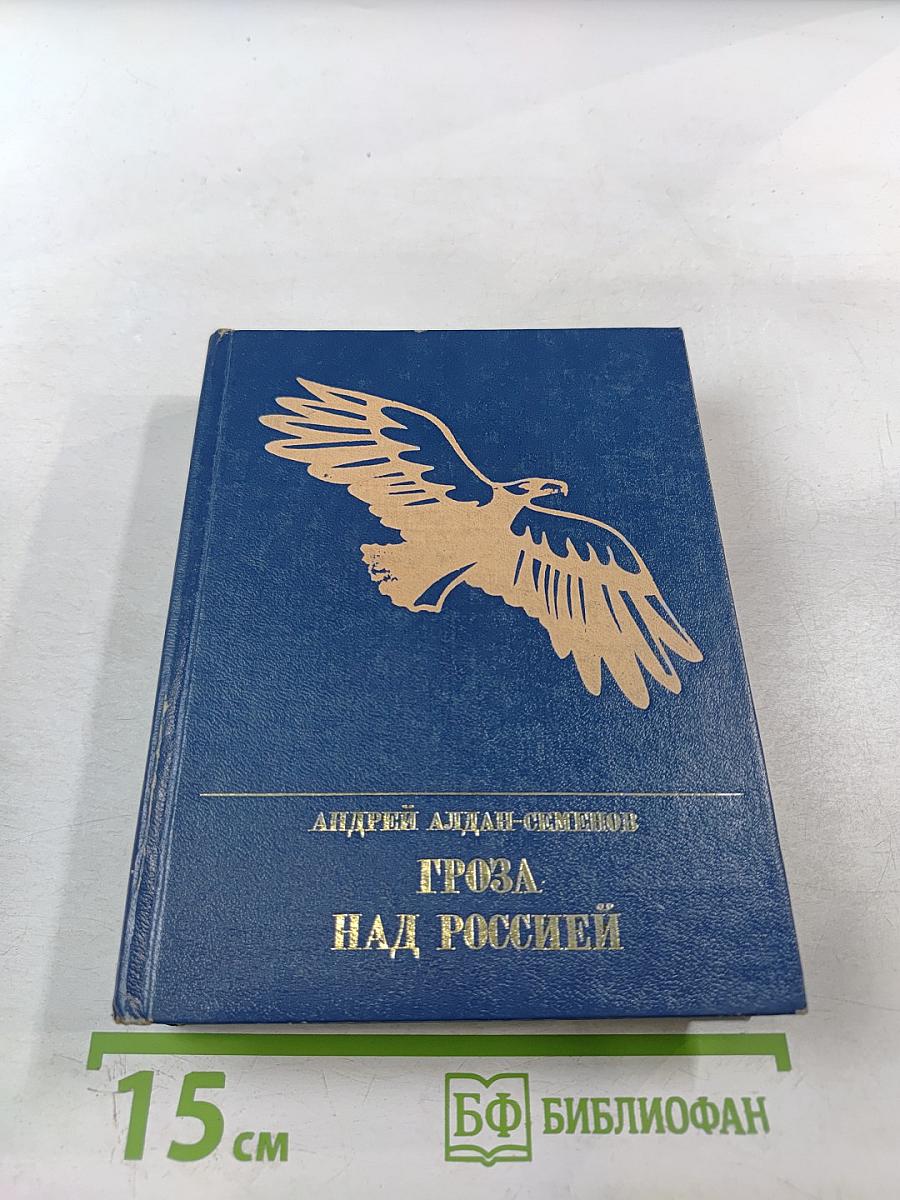 АНДРЕЙ АЛДАН-СЕМЕНОВ
ГРОЗА
НАД РОССИЕЙ
15 см
БФ БИБЛИОФАН